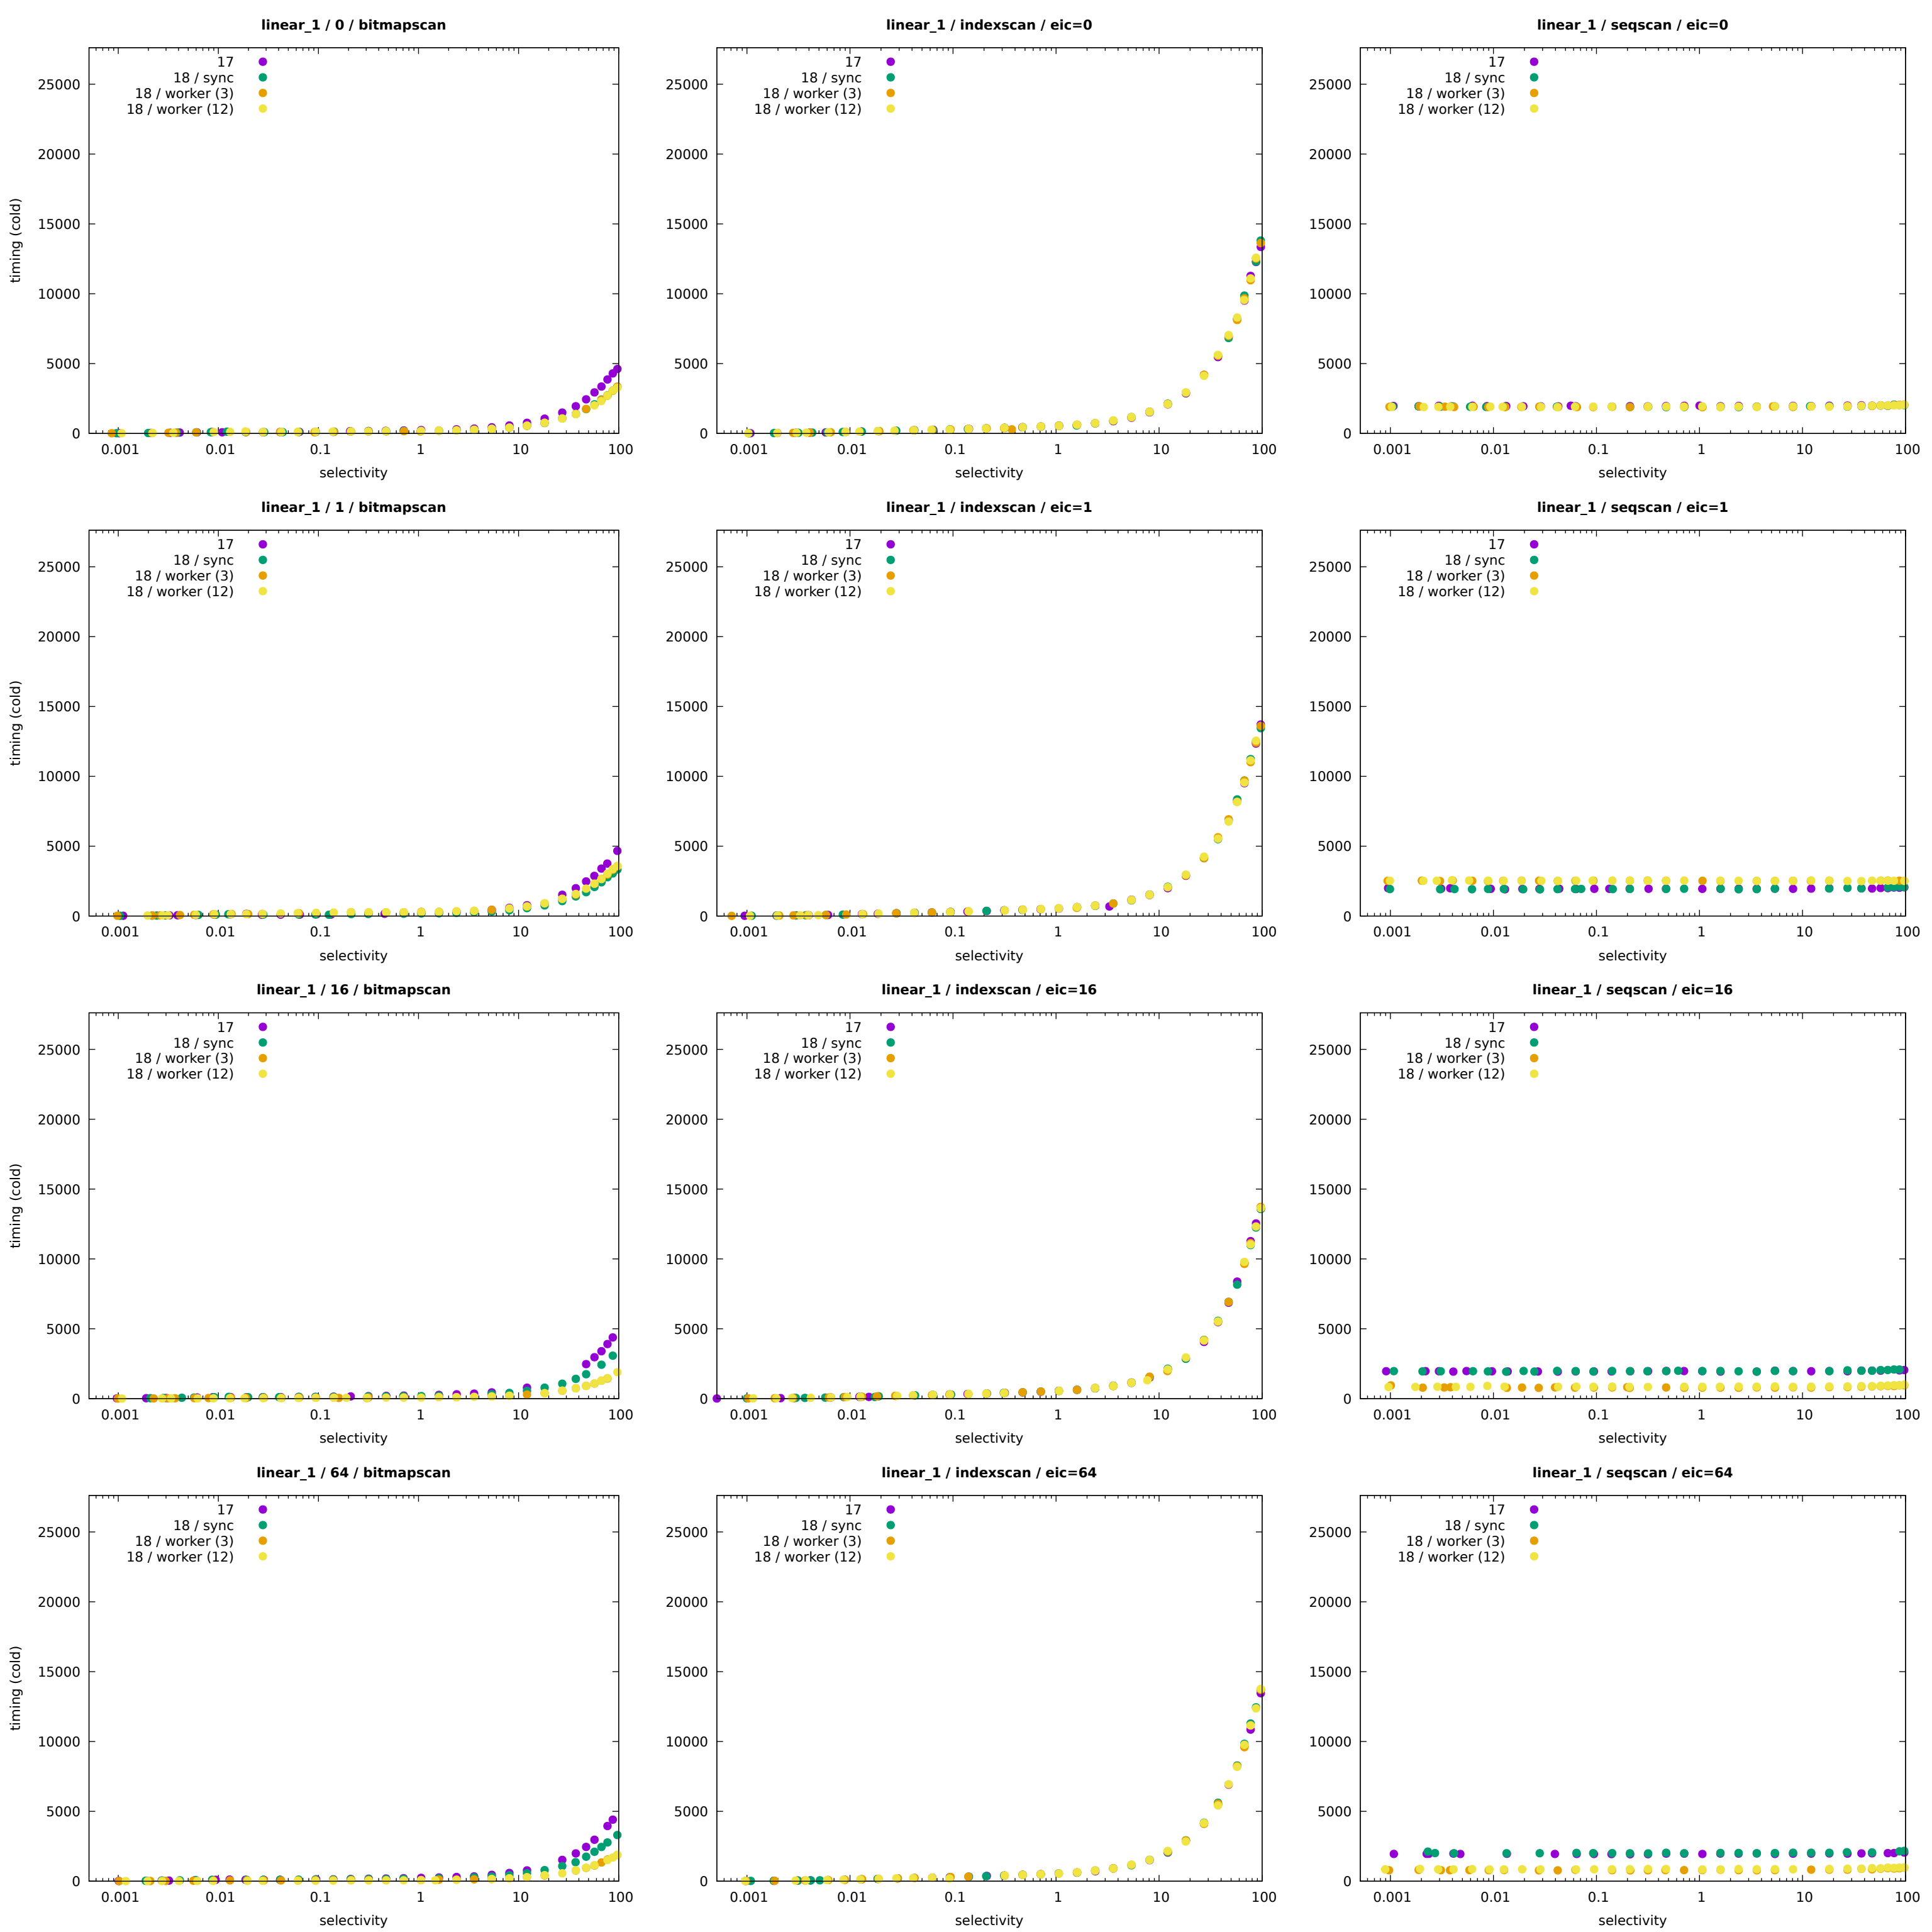 linear_1 / 0 / bitmapscan
17
18 / sync
18 / worker (3)
18 / worker (12)
25000
20000
15000
10000
5000
0
timing (cold)
0.001 0.01 0.1 1 10 100
selectivity
linear_1 / indexscan / eic=0
17
18 / sync
18 / worker (3)
18 / worker (12)
25000
20000
15000
10000
5000
0
0.001 0.01 0.1 1 10 100
selectivity
linear_1 / seqscan / eic=0
17
18 / sync
18 / worker (3)
18 / worker (12)
25000
20000
15000
10000
5000
0
0.001 0.01 0.1 1 10 100
selectivity
linear_1 / 1 / bitmapscan
17
18 / sync
18 / worker (3)
18 / worker (12)
25000
20000
15000
10000
5000
0
timing (cold)
0.001 0.01 0.1 1 10 100
selectivity
linear_1 / indexscan / eic=1
17
18 / sync
18 / worker (3)
18 / worker (12)
25000
20000
15000
10000
5000
0
0.001 0.01 0.1 1 10 100
selectivity
linear_1 / seqscan / eic=1
17
18 / sync
18 / worker (3)
18 / worker (12)
25000
20000
15000
10000
5000
0
0.001 0.01 0.1 1 10 100
selectivity
linear_1 / 16 / bitmapscan
17
18 / sync
18 / worker (3)
18 / worker (12)
25000
20000
15000
10000
5000
0
timing (cold)
0.001 0.01 0.1 1 10 100
selectivity
linear_1 / indexscan / eic=16
17
18 / sync
18 / worker (3)
18 / worker (12)
25000
20000
15000
10000
5000
0
0.001 0.01 0.1 1 10 100
selectivity
linear_1 / seqscan / eic=16
17
18 / sync
18 / worker (3)
18 / worker (12)
25000
20000
15000
10000
5000
0
0.001 0.01 0.1 1 10 100
selectivity
linear_1 / 64 / bitmapscan
17
18 / sync
18 / worker (3)
18 / worker (12)
25000
20000
15000
10000
5000
0
timing (cold)
0.001 0.01 0.1 1 10 100
selectivity
linear_1 / indexscan / eic=64
17
18 / sync
18 / worker (3)
18 / worker (12)
25000
20000
15000
10000
5000
0
0.001 0.01 0.1 1 10 100
selectivity
linear_1 / seqscan / eic=64
17
18 / sync
18 / worker (3)
18 / worker (12)
25000
20000
15000
10000
5000
0
0.001 0.01 0.1 1 10 100
selectivity